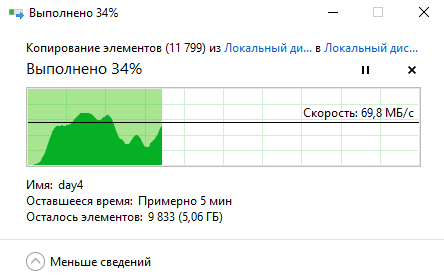 Выполнено 34%
Копирование элементов (11 799) из Локальный ди... в Локальный дис...
Выполнено 34%
Скорость: 69,8 МБ/с
Имя: day4
Оставшееся время: Примерно 5 мин
Осталось элементов: 9 833 (5,06 ГБ)
Меньше сведений